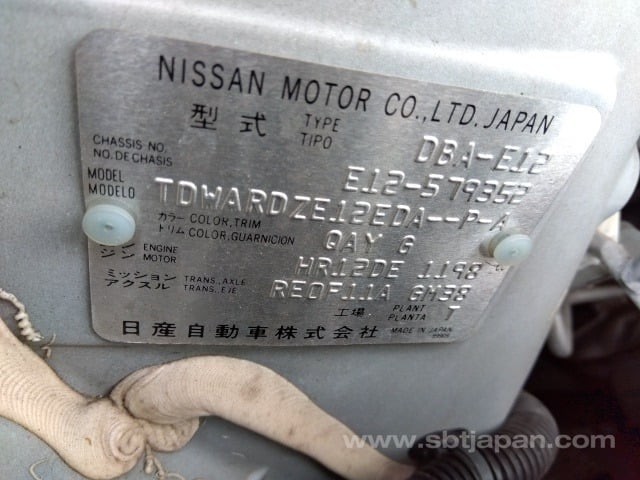 NISSAN MOTOR CO.,LTD.JAPAN
型式 TYPE TIPO DBA-E12
CHASSIS NO. NO.DE CHASIS E12-579352
MODEL MODELO TDWARDZE12EDA--P-A
カラー COLOR,TRIM トリム COLOR,GUARNICION QAY G
ジン ENGINE MOTOR HR12DE 1198
ミッション アクスル TRANS.,AXLE TRANS.,EJE RE0F11A GM38
工場 PLANT PLANTA T
日産自動車株式会社 MADE IN JAPAN
www.sbtjapan.com